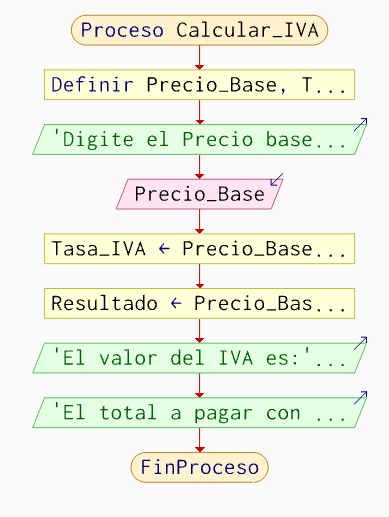 Proceso Calcular_IVA
Definir Precio_Base, T...
'Digite el Precio base...
Precio_Base
Tasa_IVA ← Precio_Base...
Resultado ← Precio_Bas...
'El valor del IVA es:'...
'El total a pagar con ...
FinProceso